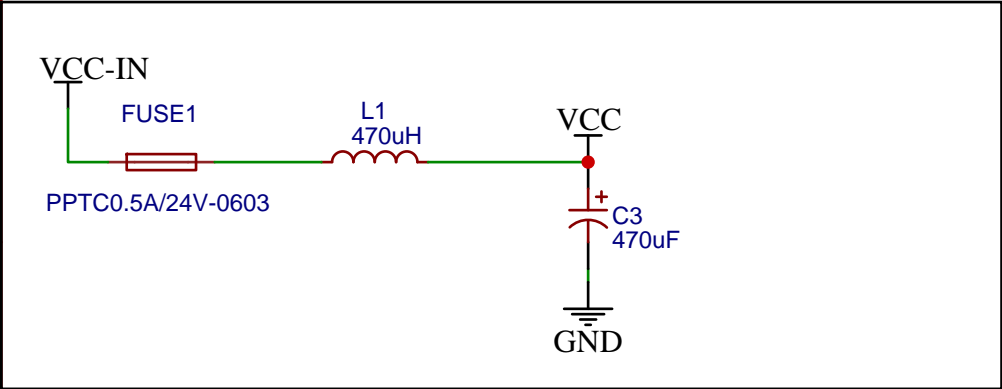 VCC-IN
FUSE1
PPTC0.5A/24V-0603
L1
470uH
VCC
+
C3
470uF
GND